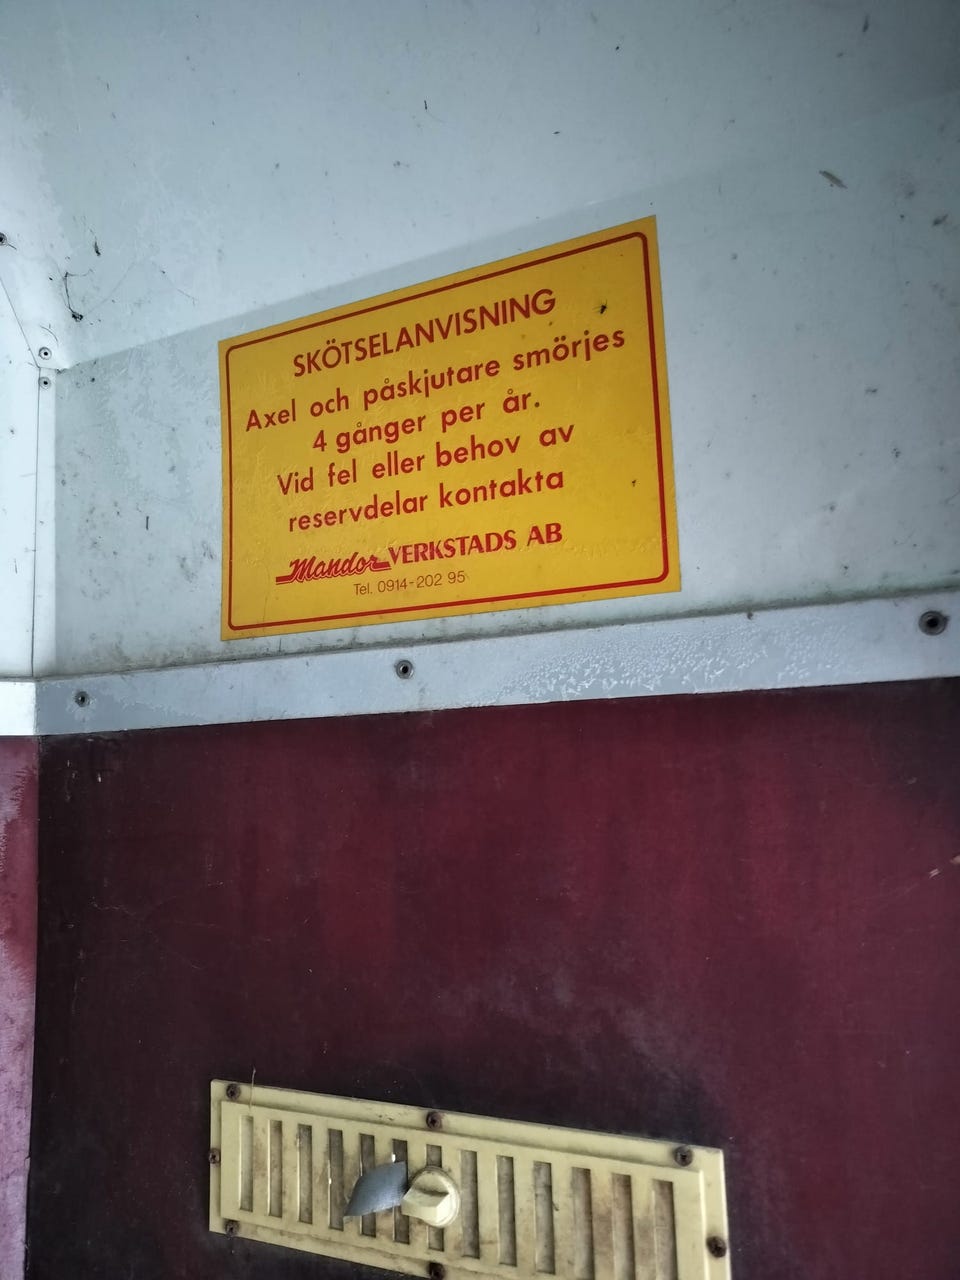 SKÖTSELANVISNING
Axel och påskjutare smörjes
4 gånger per år.
Vid fel eller behov av
reservdelar kontakta
Mandor VERKSTADS AB
Tel. 0914-202 95